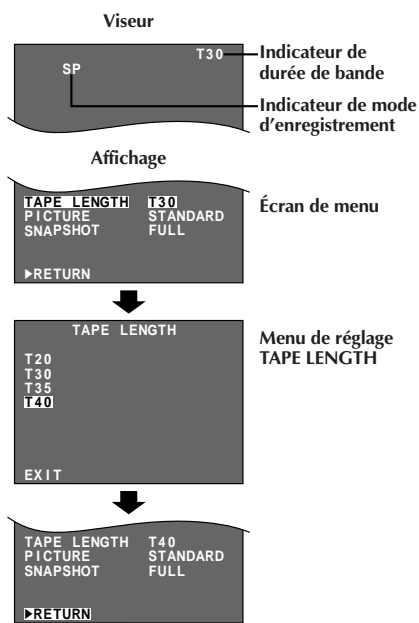 Viseur
T30
SP
Indicateur de
durée de bande
Indicateur de mode
d'enregistrement
Affichage
TAPE LENGTH T30
PICTURE STANDARD
SNAPSHOT FULL
▶RETURN
Écran de menu
TAPE LENGTH
T20
T30
T35
T40
EXIT
Menu de réglage
TAPE LENGTH
TAPE LENGTH T40
PICTURE STANDARD
SNAPSHOT FULL
▶RETURN